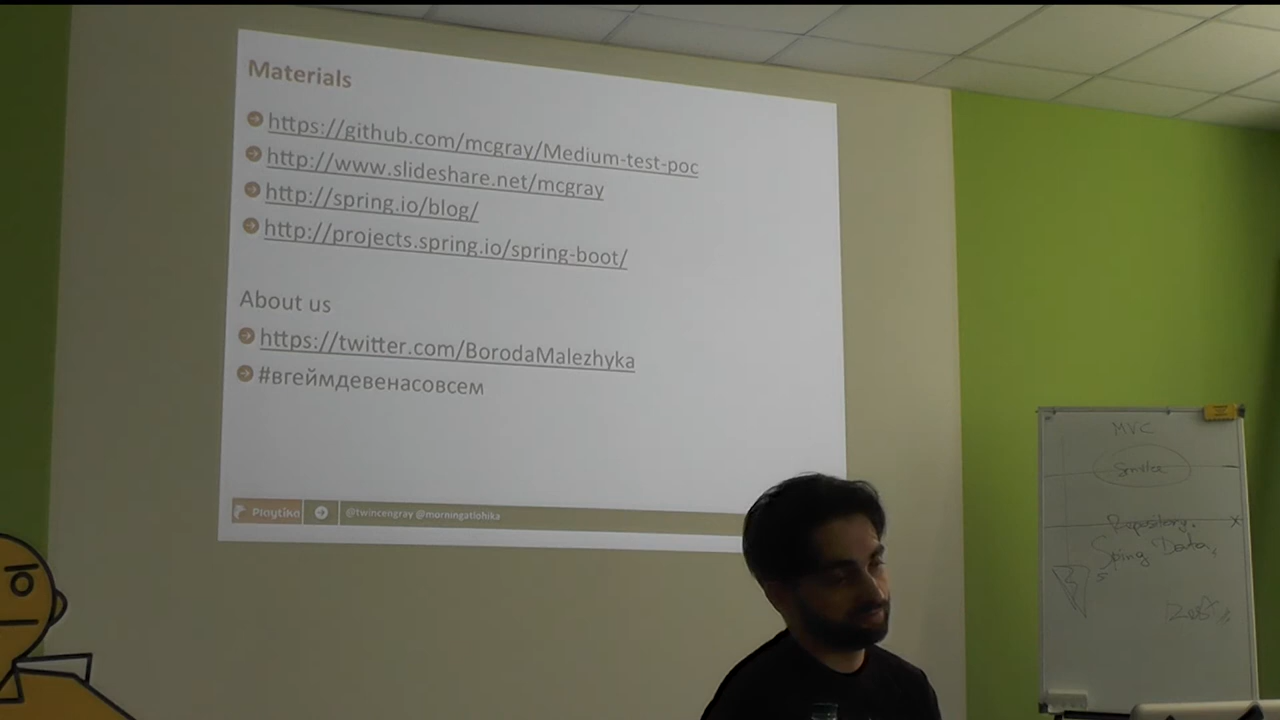 Materials
https://github.com/mcgray/Medium-test-poc
http://www.slideshare.net/mcgray
http://spring.io/blog/
http://projects.spring.io/spring-boot/
About us
https://twitter.com/BorodaMalezhyka
#вгеймдевенасовсем
Playtika @twincengray @morningatlohika
MVC
Repository.
Spring Data,